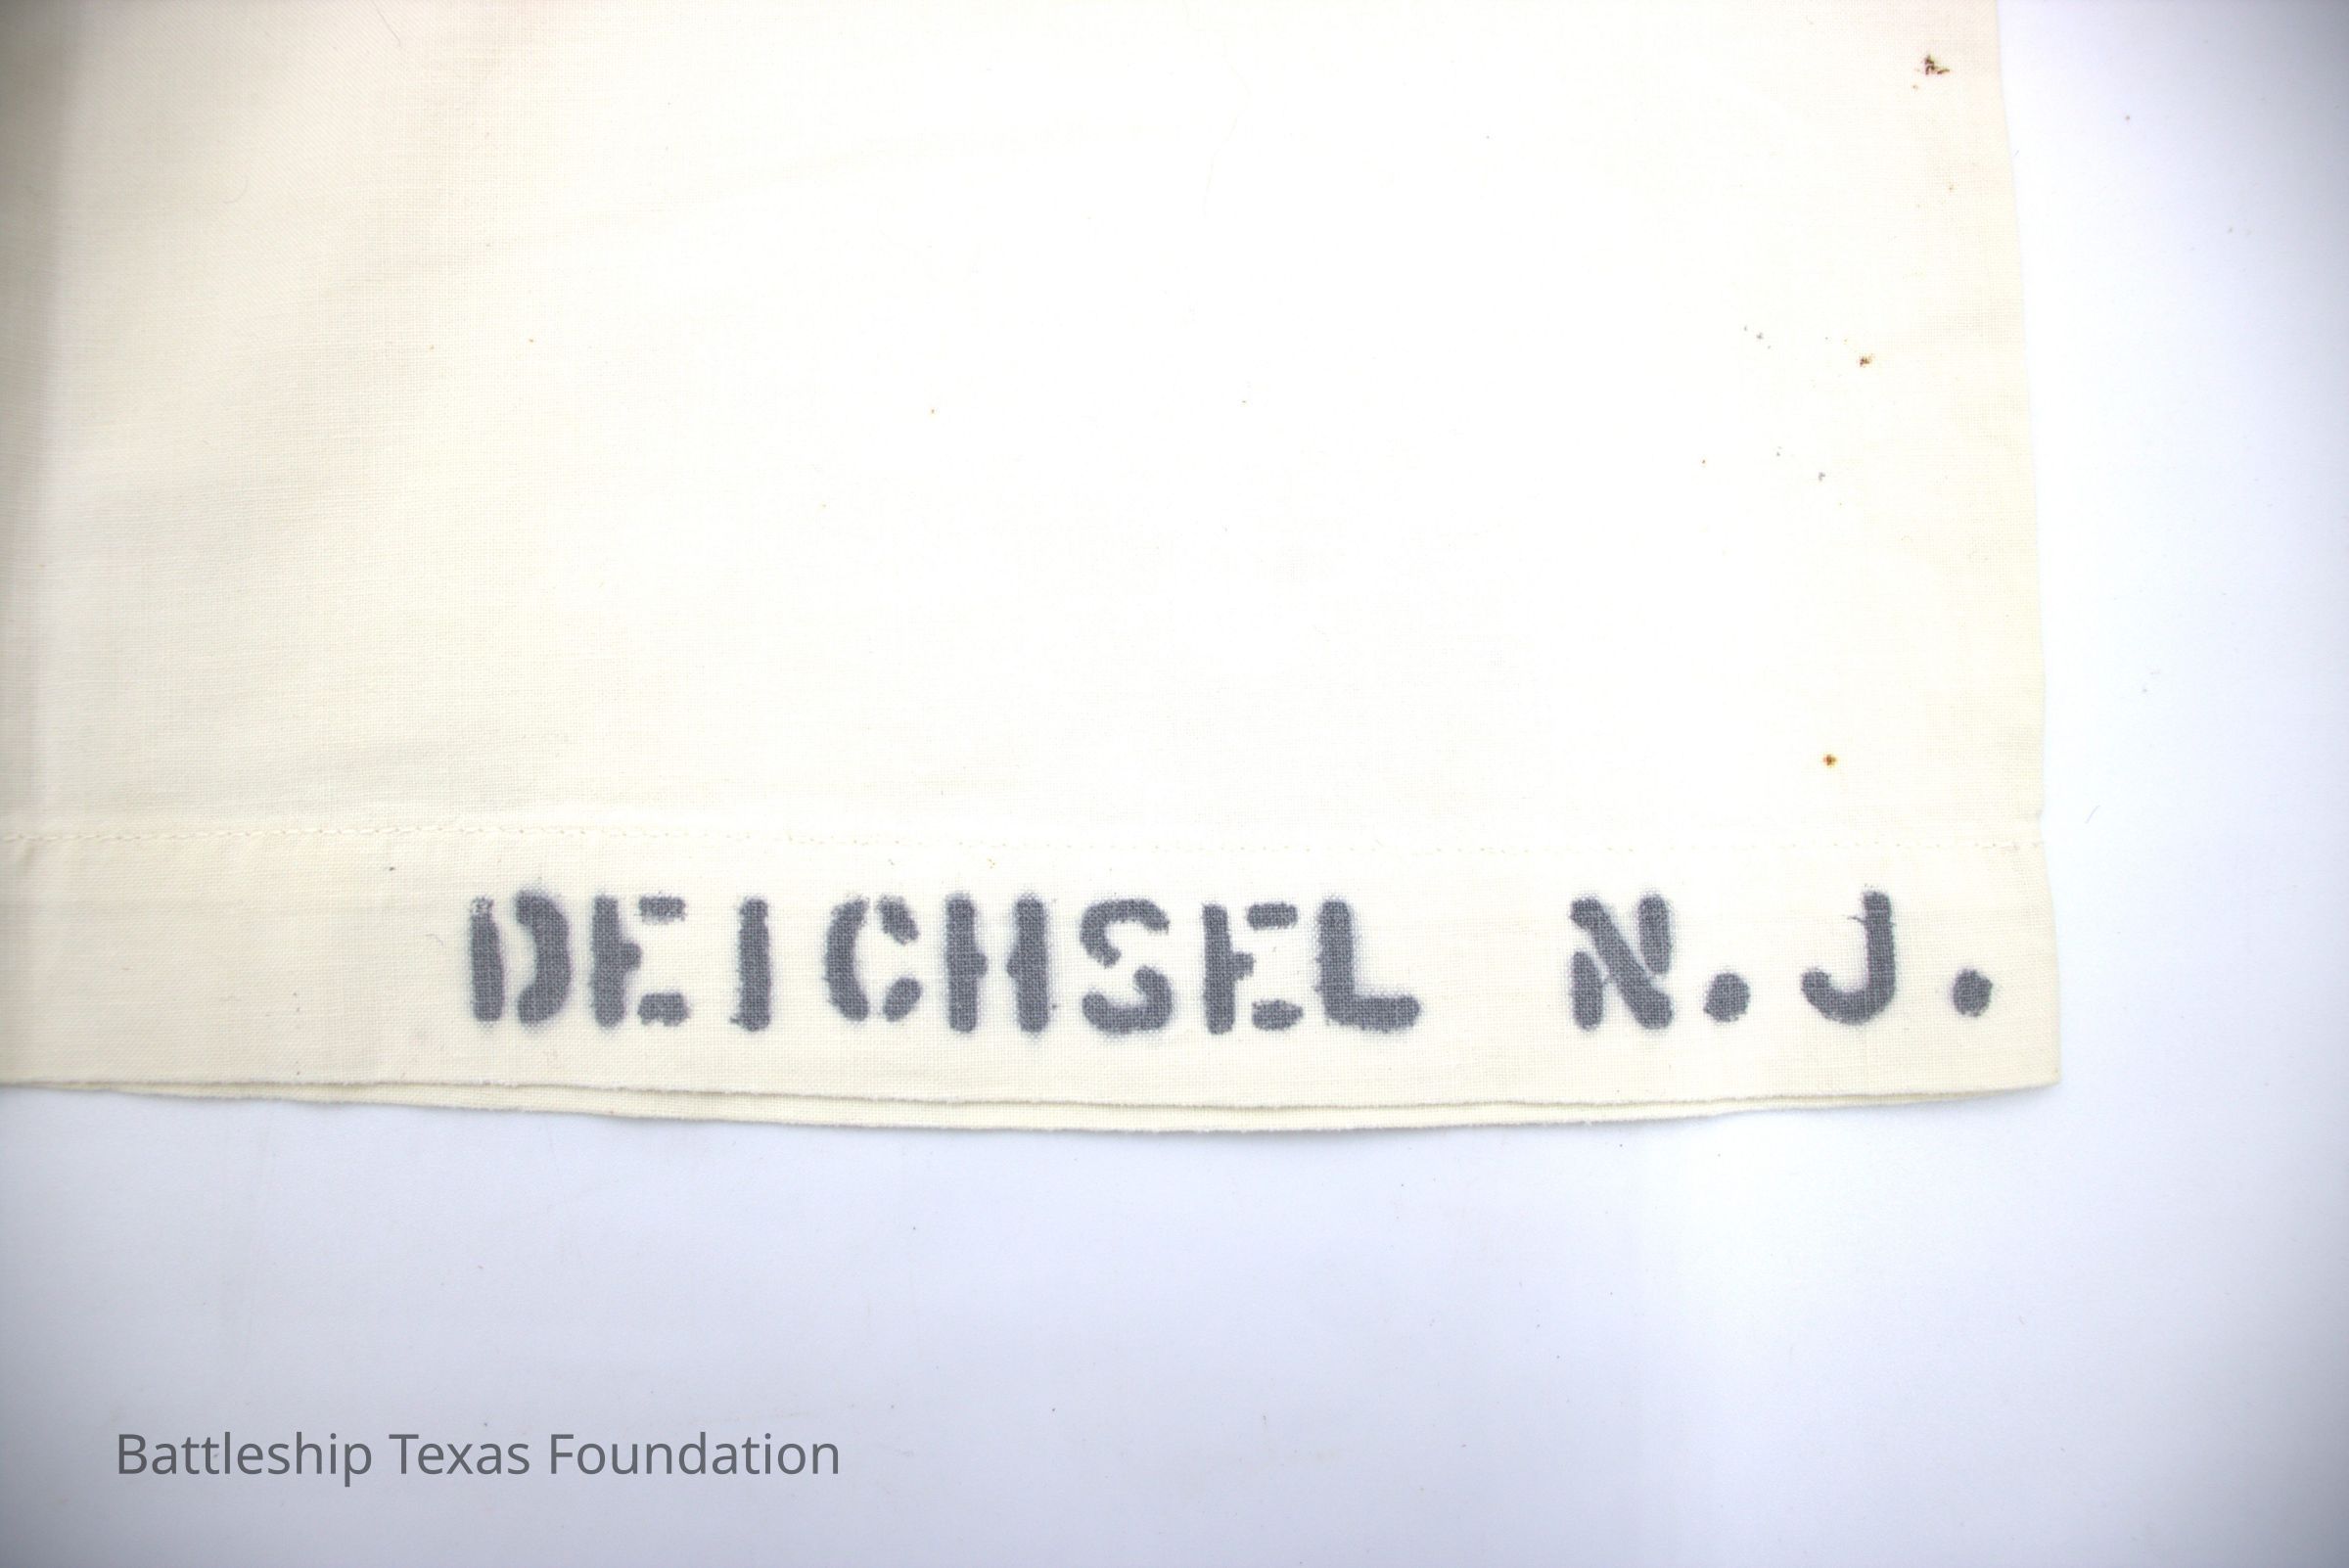 DEICHSEL N.J.
Battleship Texas Foundation